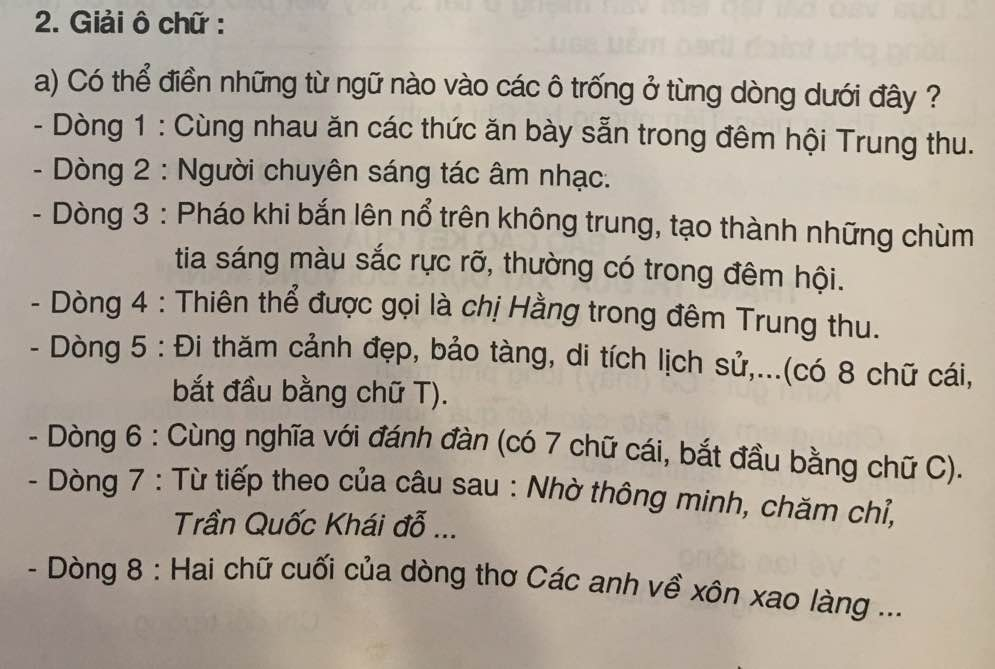 2. Giải ô chữ :
a) Có thể điền những từ ngữ nào vào các ô trống ở từng dòng dưới đây ?
- Dòng 1 : Cùng nhau ăn các thức ăn bày sẵn trong đêm hội Trung thu.
- Dòng 2 : Người chuyên sáng tác âm nhạc.
- Dòng 3 : Pháo khi bắn lên nổ trên không trung, tạo thành những chùm
tia sáng màu sắc rực rỡ, thường có trong đêm hội.
- Dòng 4 : Thiên thể được gọi là chị Hằng trong đêm Trung thu.
- Dòng 5 : Đi thăm cảnh đẹp, bảo tàng, di tích lịch sử,...(có 8 chữ cái,
bắt đầu bằng chữ T).
- Dòng 6 : Cùng nghĩa với đánh đàn (có 7 chữ cái, bắt đầu bằng chữ C).
- Dòng 7 : Từ tiếp theo của câu sau : Nhờ thông minh, chăm chỉ,
Trần Quốc Khái đỗ ...
- Dòng 8 : Hai chữ cuối của dòng thơ Các anh về xôn xao làng ...